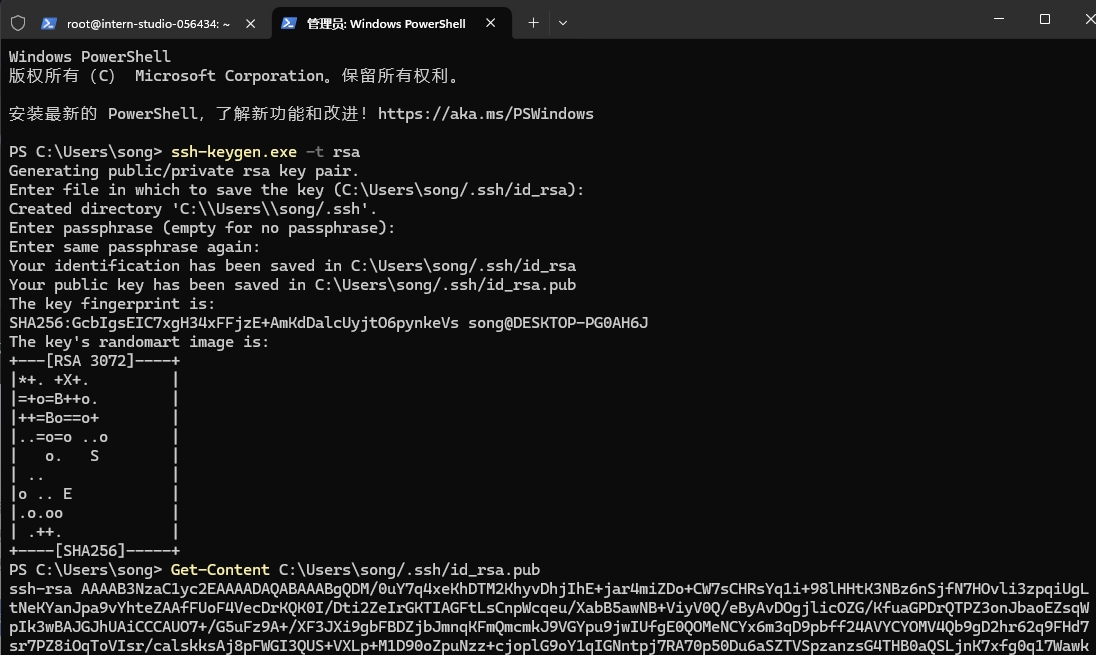 root@intern-studio-056434: ~
管理员: Windows PowerShell
Windows PowerShell
版权所有 (C) Microsoft Corporation。保留所有权利。
安装最新的 PowerShell，了解新功能和改进！https://aka.ms/PSWindows
PS C:\Users\song> ssh-keygen.exe -t rsa
Generating public/private rsa key pair.
Enter file in which to save the key (C:\Users\song/.ssh/id_rsa):
Created directory 'C:\\Users\\song/.ssh'.
Enter passphrase (empty for no passphrase):
Enter same passphrase again:
Your identification has been saved in C:\Users\song/.ssh/id_rsa
Your public key has been saved in C:\Users\song/.ssh/id_rsa.pub
The key fingerprint is:
SHA256:GcbIgsEIC7xgH34xFFjzE+AmKdDalcUyjtO6pynkeVs song@DESKTOP-PG0AH6J
The key's randomart image is:
+---[RSA 3072]----+
|*+. +X+.         |
|=+o=B++o.        |
|++=Bo==o+        |
|..=o=o ..o       |
|   o.   S        |
| ..              |
|o .. E           |
|.o.oo            |
| .++.            |
+----[SHA256]-----+
PS C:\Users\song> Get-Content C:\Users\song/.ssh/id_rsa.pub
ssh-rsa AAAAB3NzaC1yc2EAAAADAQABAAABgQDM/0uY7q4xeKhDTM2KhyvDhjIhE+jar4miZDo+CW7sCHRsYq1i+98lHHtK3NBz6nSjfN7HOvli3zpqiUgL
tNeKYanJpa9vYhteZAAfFUoF4VecDrKQK0I/Dti2ZeIrGKTIAGFtLsCnpWcqeu/XabB5awNB+ViyV0Q/eByAvDOgjlicOZG/KfuaGPDrQTPZ3onJbaoEZsqW
pIk3wBAJGJhUAiCCCAUO7+/G5uFz9A+/XF3JXi9gbFBDZjbJmnqKFmQmcmkJ9VGYpu9jwIUfgE0QOMeNCYx6m3qD9pbff24AVYCYOMV4Qb9gD2hr62q9FHd7
sr7PZ8iOqToVIsr/calskksAj8pFWGI3QUS+VXLp+M1D90oZpuNzz+cjoplG9oY1qIGNntpj7RA70p50Du6aSZTVSpzanzsG4THB0aQSLjnK7xfg0q17Wawk